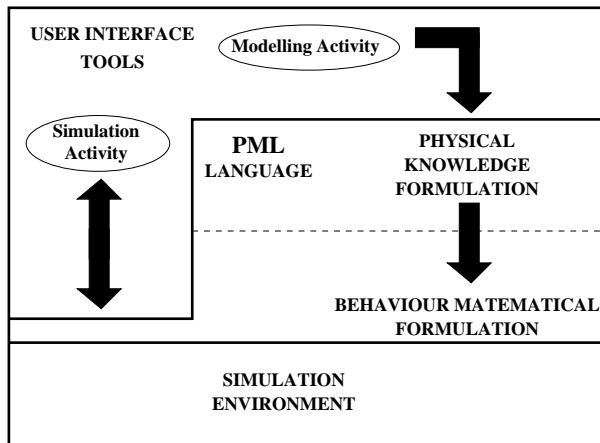 USER INTERFACE
TOOLS
Modelling Activity
Simulation
Activity
PML
LANGUAGE
PHYSICAL
KNOWLEDGE
FORMULATION
BEHAVIOUR MATEMATICAL
FORMULATION
SIMULATION
ENVIRONMENT